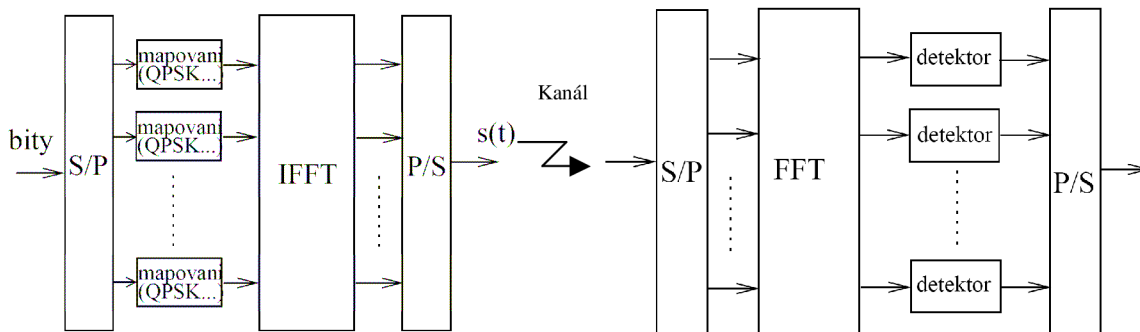 bity
S/P
mapovani
(QPSK...)
mapovani
(QPSK...)
mapovani
(QPSK...)
IFFT
P/S
s(t)
Kanál
S/P
FFT
detektor
detektor
detektor
P/S